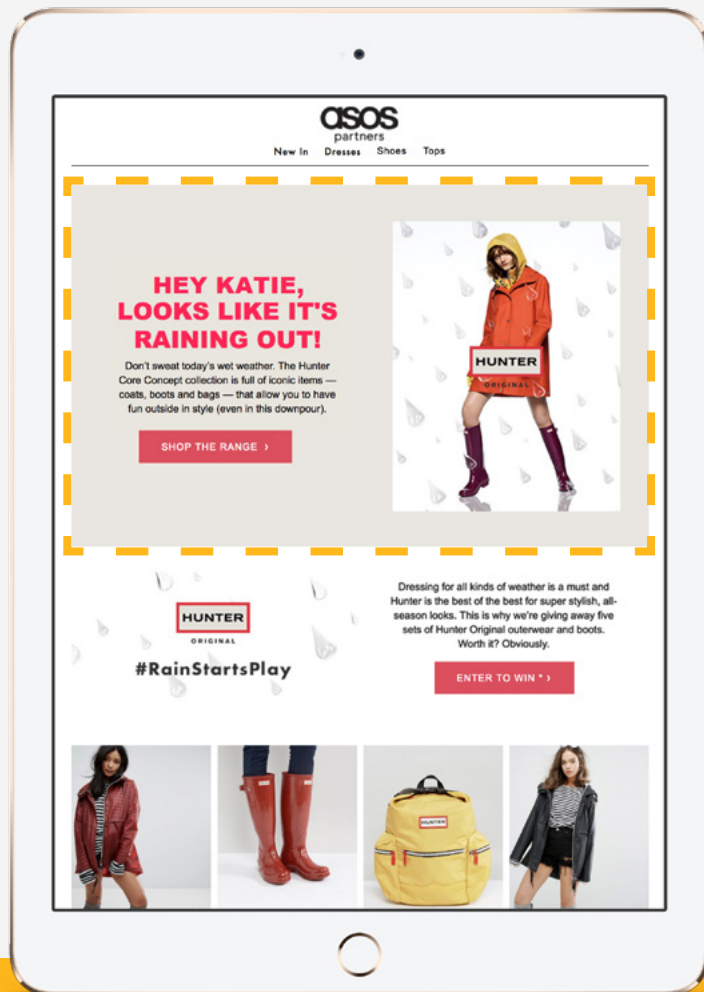 asos
partners
New In Dresses Shoes Tops
HEY KATIE,
LOOKS LIKE IT'S
RAINING OUT!
Don't sweat today's wet weather. The Hunter
Core Concept collection is full of iconic items —
coats, boots and bags — that allow you to have
fun outside in style (even in this downpour).
SHOP THE RANGE ›
HUNTER
ORIGINAL
HUNTER
ORIGINAL
#RainStartsPlay
Dressing for all kinds of weather is a must and
Hunter is the best of the best for super stylish, all-
season looks. This is why we're giving away five
sets of Hunter Original outerwear and boots.
Worth it? Obviously.
ENTER TO WIN * ›
HUNTER